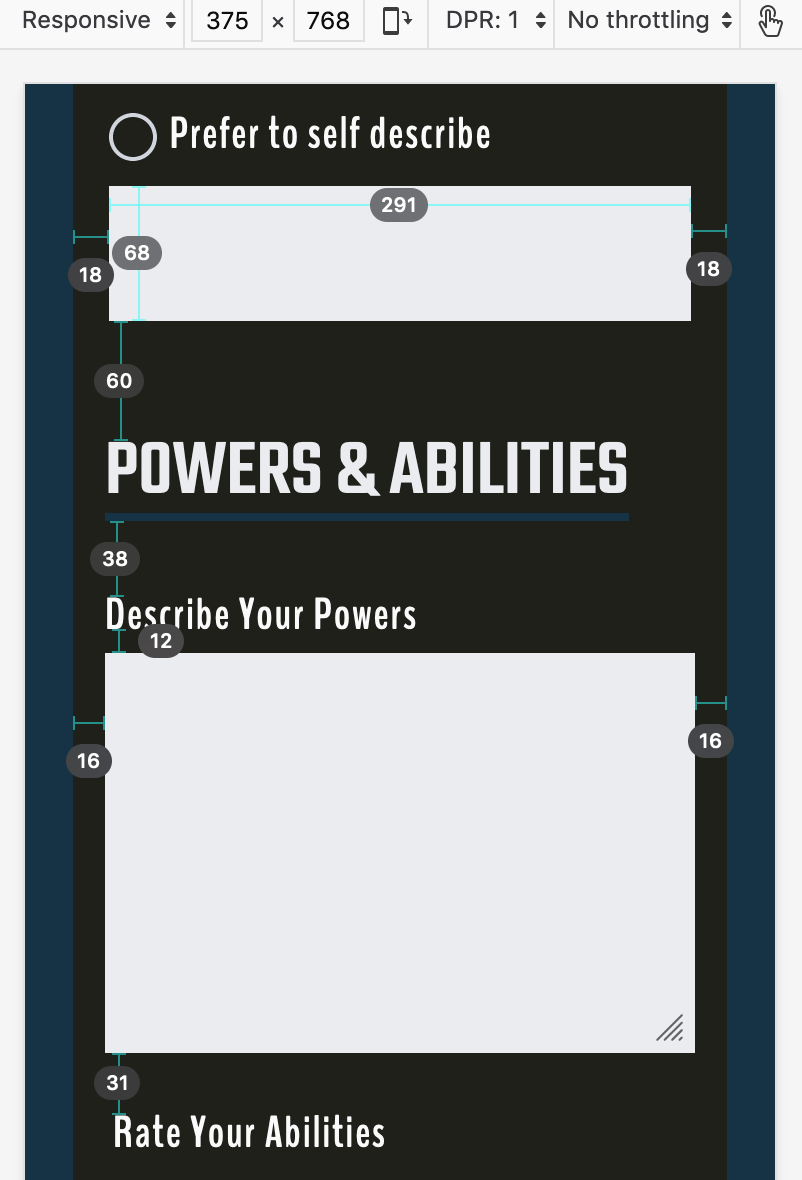 Responsive 375 × 768 DPR: 1 No throttling
Prefer to self describe
291
68
18 18
60
POWERS & ABILITIES
38
Describe Your Powers
12
16 16
31
Rate Your Abilities